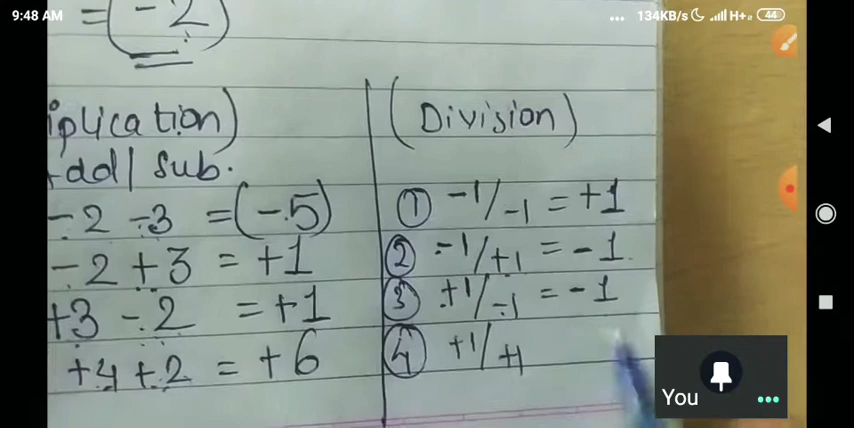 9:48 AM
134KB/s H+ 44
= (-2)
iplication)
Add/ sub.
-2 -3 = (-5)
-2 + 3 = +1
+3 - 2 = +1
+4 + 2 = +6
(Division)
① -1/-1 = +1
② -1/+1 = -1
③ +1/-1 = -1
④ +1/+1
You